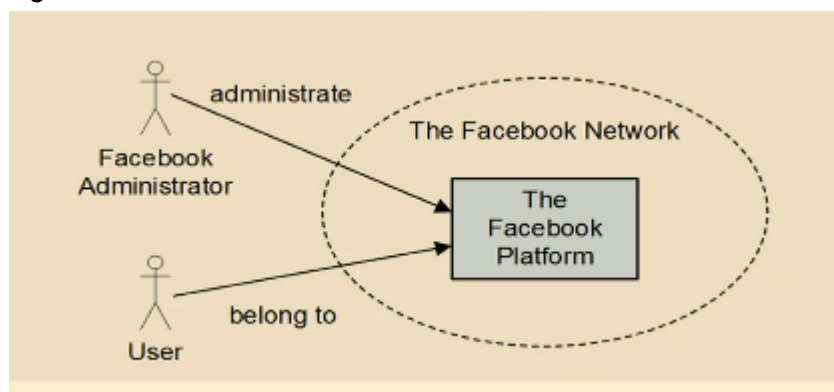 administrate
The Facebook Network
Facebook
Administrator
The
Facebook
Platform
belong to
User